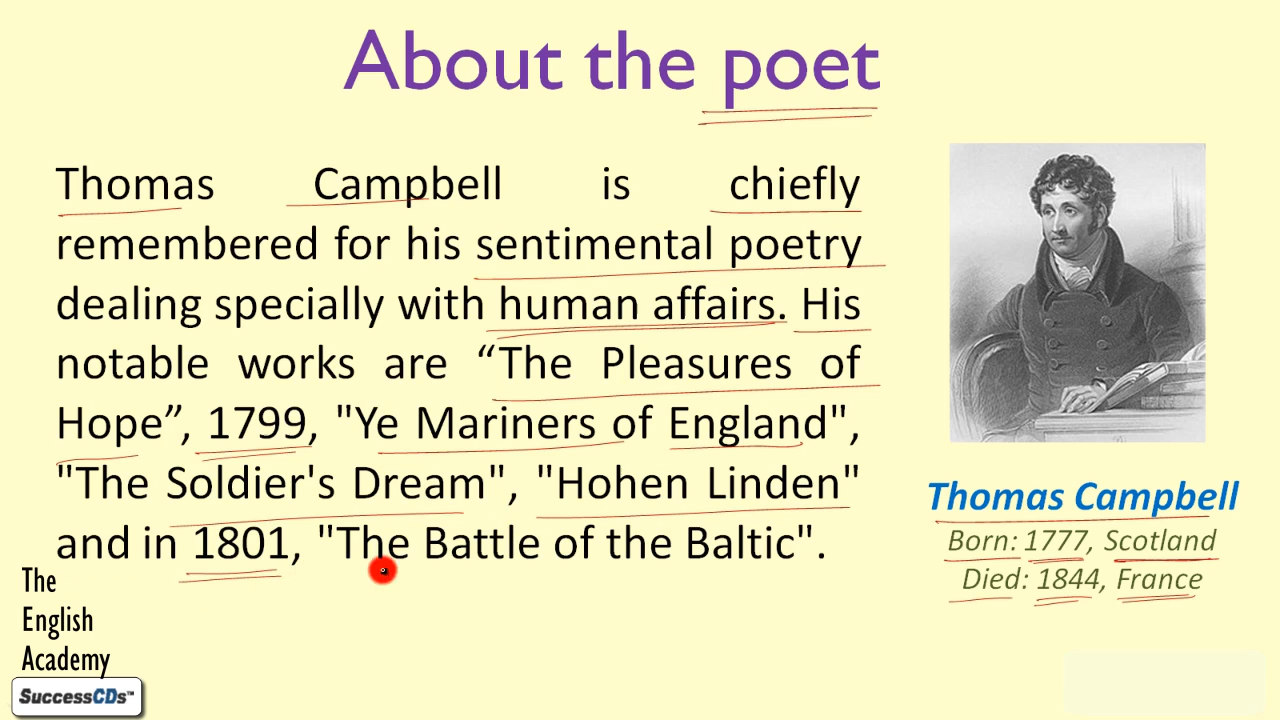 About the poet
Thomas Campbell is chiefly
remembered for his sentimental poetry
dealing specially with human affairs. His
notable works are “The Pleasures of
Hope”, 1799, "Ye Mariners of England",
"The Soldier's Dream", "Hohen Linden"
and in 1801, "The Battle of the Baltic".
Thomas Campbell
Born: 1777, Scotland
Died: 1844, France
The
English
Academy
SuccessCDs™